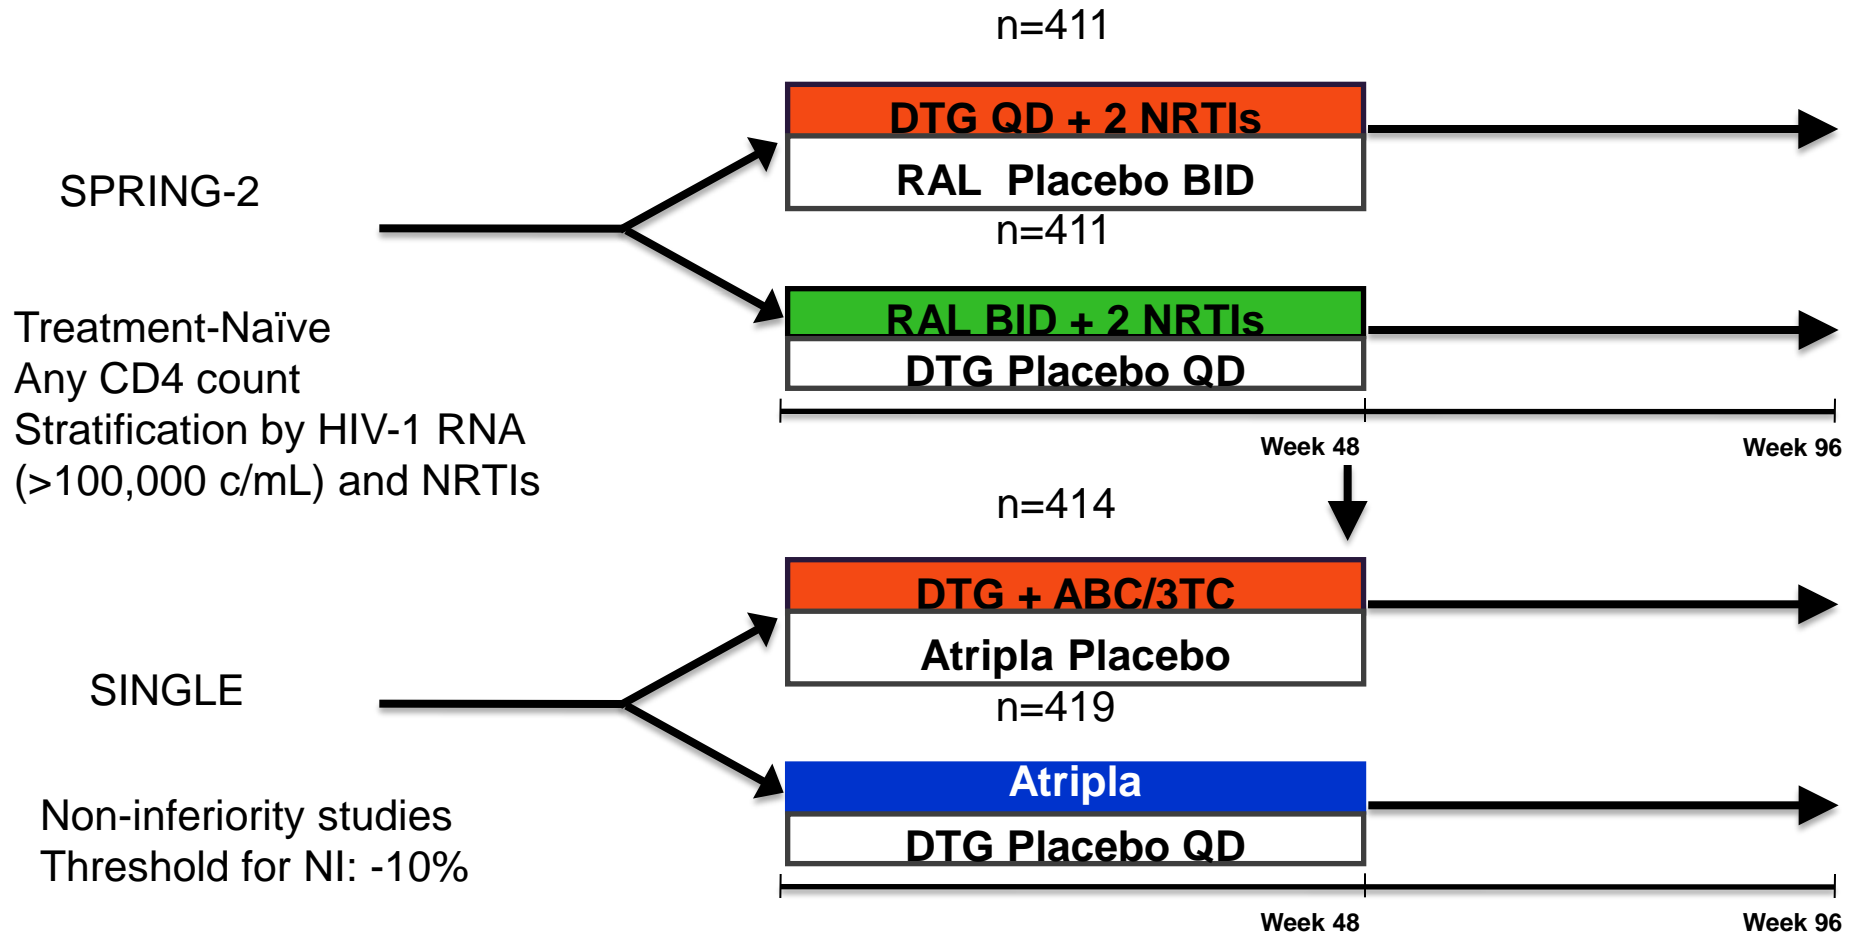 n=411
DTG QD + 2 NRTIs
RAL Placebo BID
SPRING-2
n=411
RAL BID + 2 NRTIs
DTG Placebo QD
Treatment-Naïve
Any CD4 count
Stratification by HIV-1 RNA
(>100,000 c/mL) and NRTIs
Week 48
Week 96
n=414
DTG + ABC/3TC
Atripla Placebo
SINGLE
n=419
Atripla
DTG Placebo QD
Non-inferiority studies
Threshold for NI: -10%
Week 48
Week 96